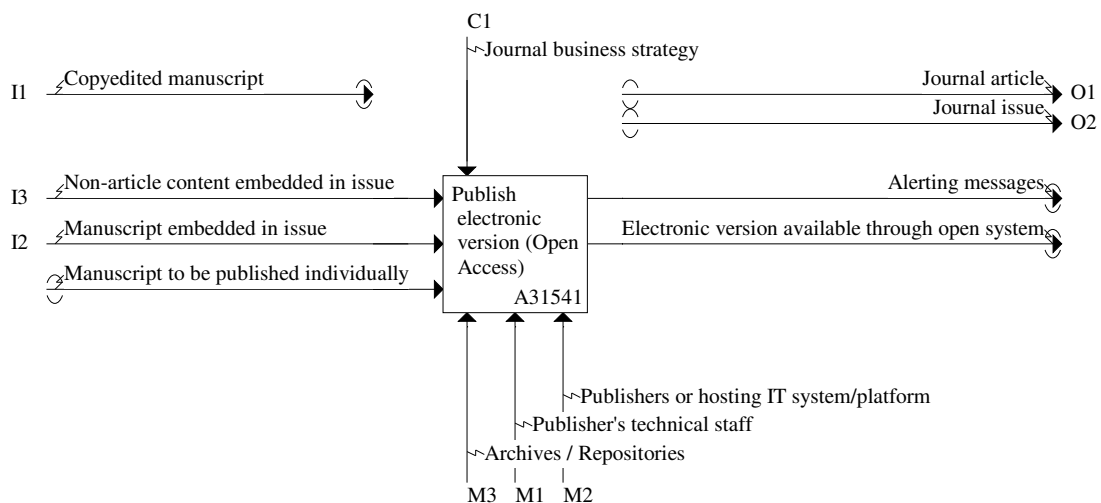 C1
Journal business strategy
I1 Copyedited manuscript
Journal article O1
Journal issue O2
I3 Non-article content embedded in issue
Alerting messages
I2 Manuscript embedded in issue
Electronic version available through open system
Manuscript to be published individually
Publish
electronic
version (Open
Access)
A31541
Publishers or hosting IT system/platform
Publisher's technical staff
Archives / Repositories
M3 M1 M2